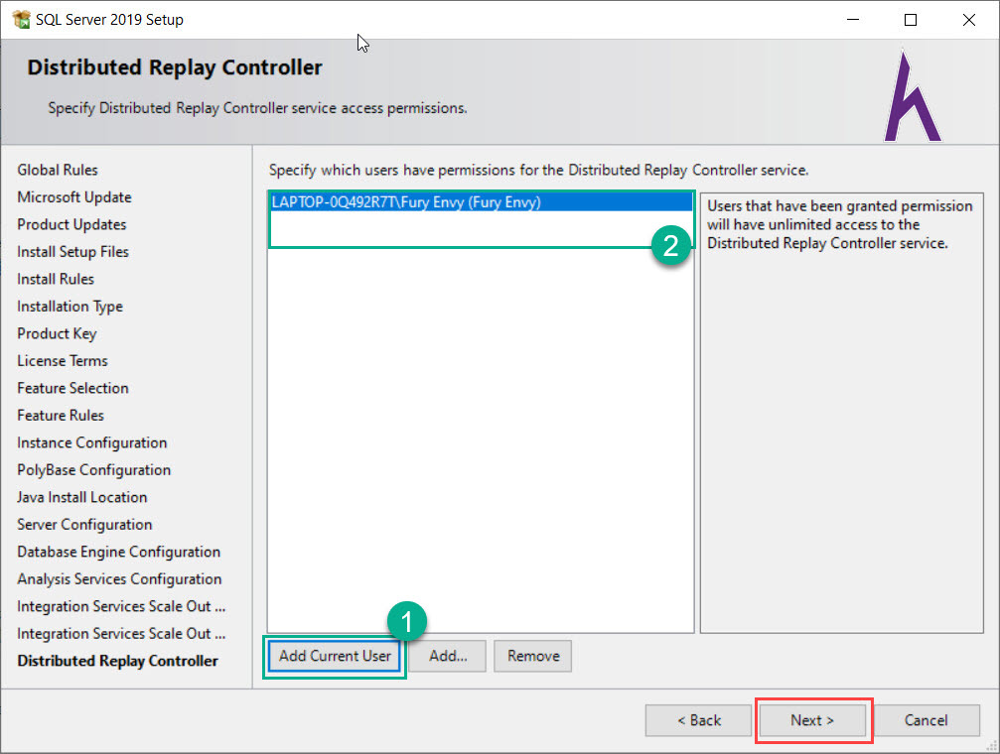 SQL Server 2019 Setup
Distributed Replay Controller
Specify Distributed Replay Controller service access permissions.
Global Rules
Microsoft Update
Product Updates
Install Setup Files
Install Rules
Installation Type
Product Key
License Terms
Feature Selection
Feature Rules
Instance Configuration
PolyBase Configuration
Java Install Location
Server Configuration
Database Engine Configuration
Analysis Services Configuration
Integration Services Scale Out ...
Integration Services Scale Out ...
Distributed Replay Controller
Specify which users have permissions for the Distributed Replay Controller service.
LAPTOP-0Q492R7T\Fury Envy (Fury Envy)
2
Users that have been granted permission
will have unlimited access to the
Distributed Replay Controller service.
1
Add Current User
Add...
Remove
< Back
Next >
Cancel